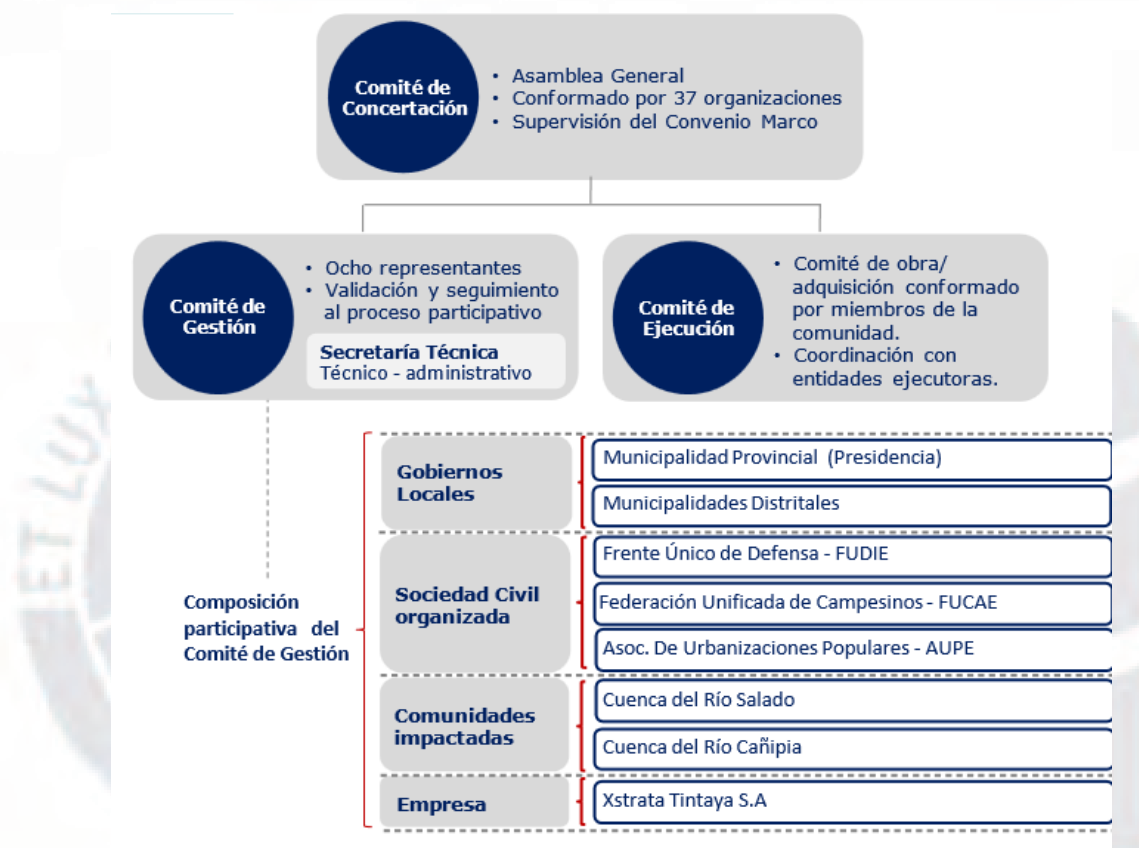 Comité de
Concertación
• Asamblea General
• Conformado por 37 organizaciones
• Supervisión del Convenio Marco
Comité de
Gestión
• Ocho representantes
• Validación y seguimiento
al proceso participativo
Secretaría Técnica
Técnico - administrativo
Comité de
Ejecución
• Comité de obra/
adquisición conformado
por miembros de la
comunidad.
• Coordinación con
entidades ejecutoras.
Composición
participativa del
Comité de Gestión
Gobiernos
Locales
Municipalidad Provincial (Presidencia)
Municipalidades Distritales
Sociedad Civil
organizada
Frente Único de Defensa - FUDIE
Federación Unificada de Campesinos - FUCAE
Asoc. De Urbanizaciones Populares - AUPE
Comunidades
impactadas
Cuenca del Río Salado
Cuenca del Río Cañipia
Empresa
Xstrata Tintaya S.A
ET LUX